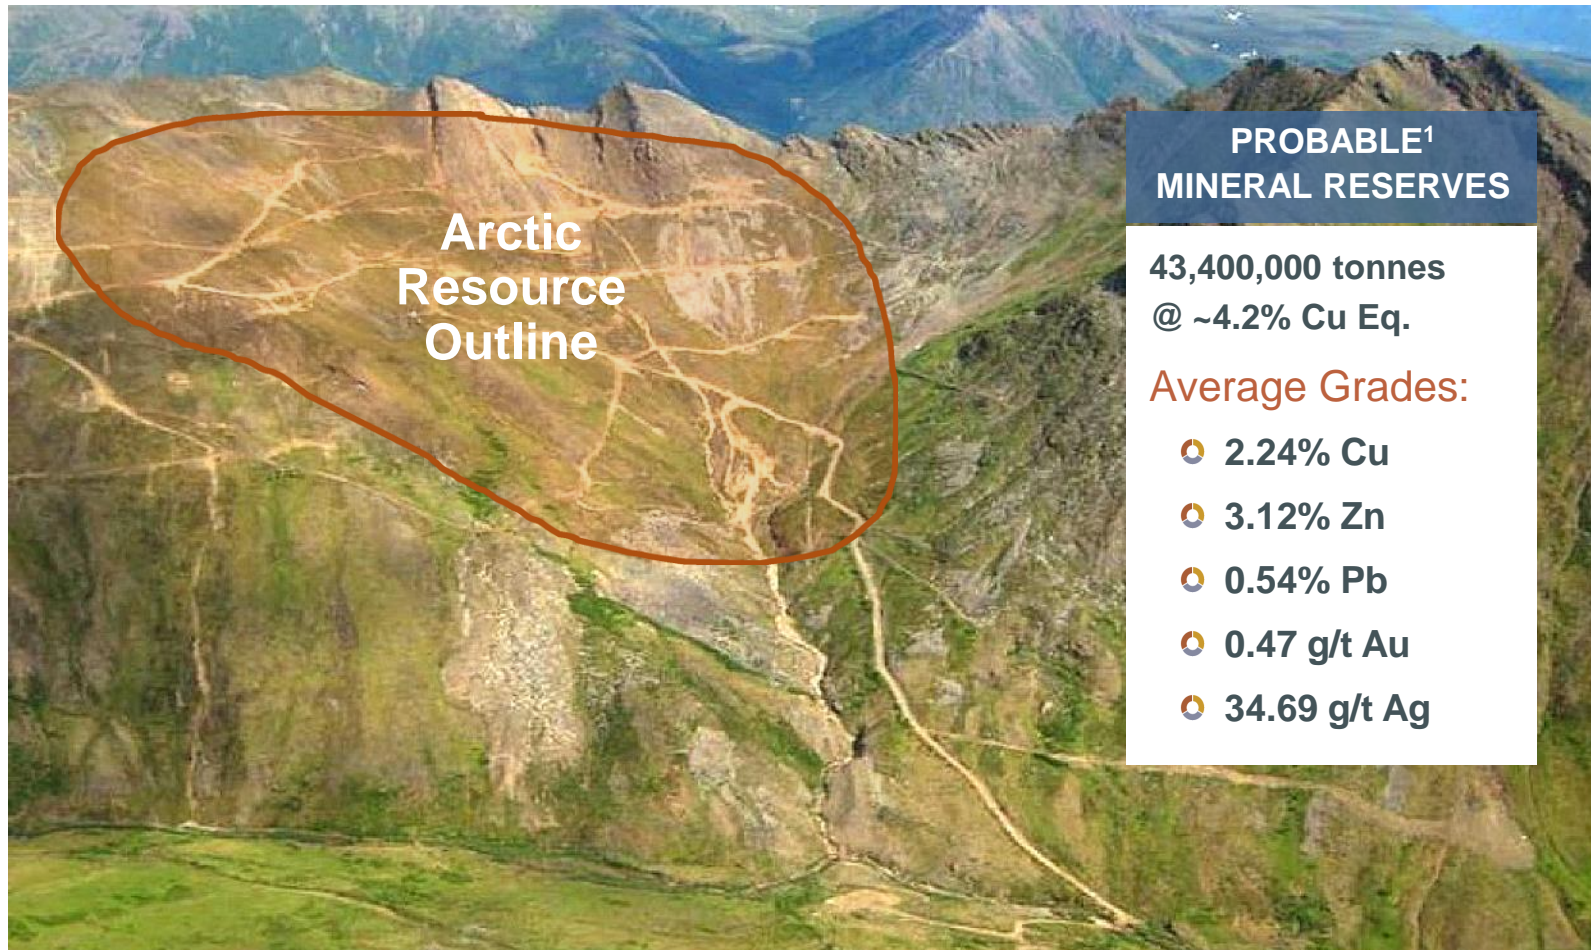 Arctic
Resource
Outline
PROBABLE¹
MINERAL RESERVES
43,400,000 tonnes
@ ~4.2% Cu Eq.
Average Grades:
2.24% Cu
3.12% Zn
0.54% Pb
0.47 g/t Au
34.69 g/t Ag